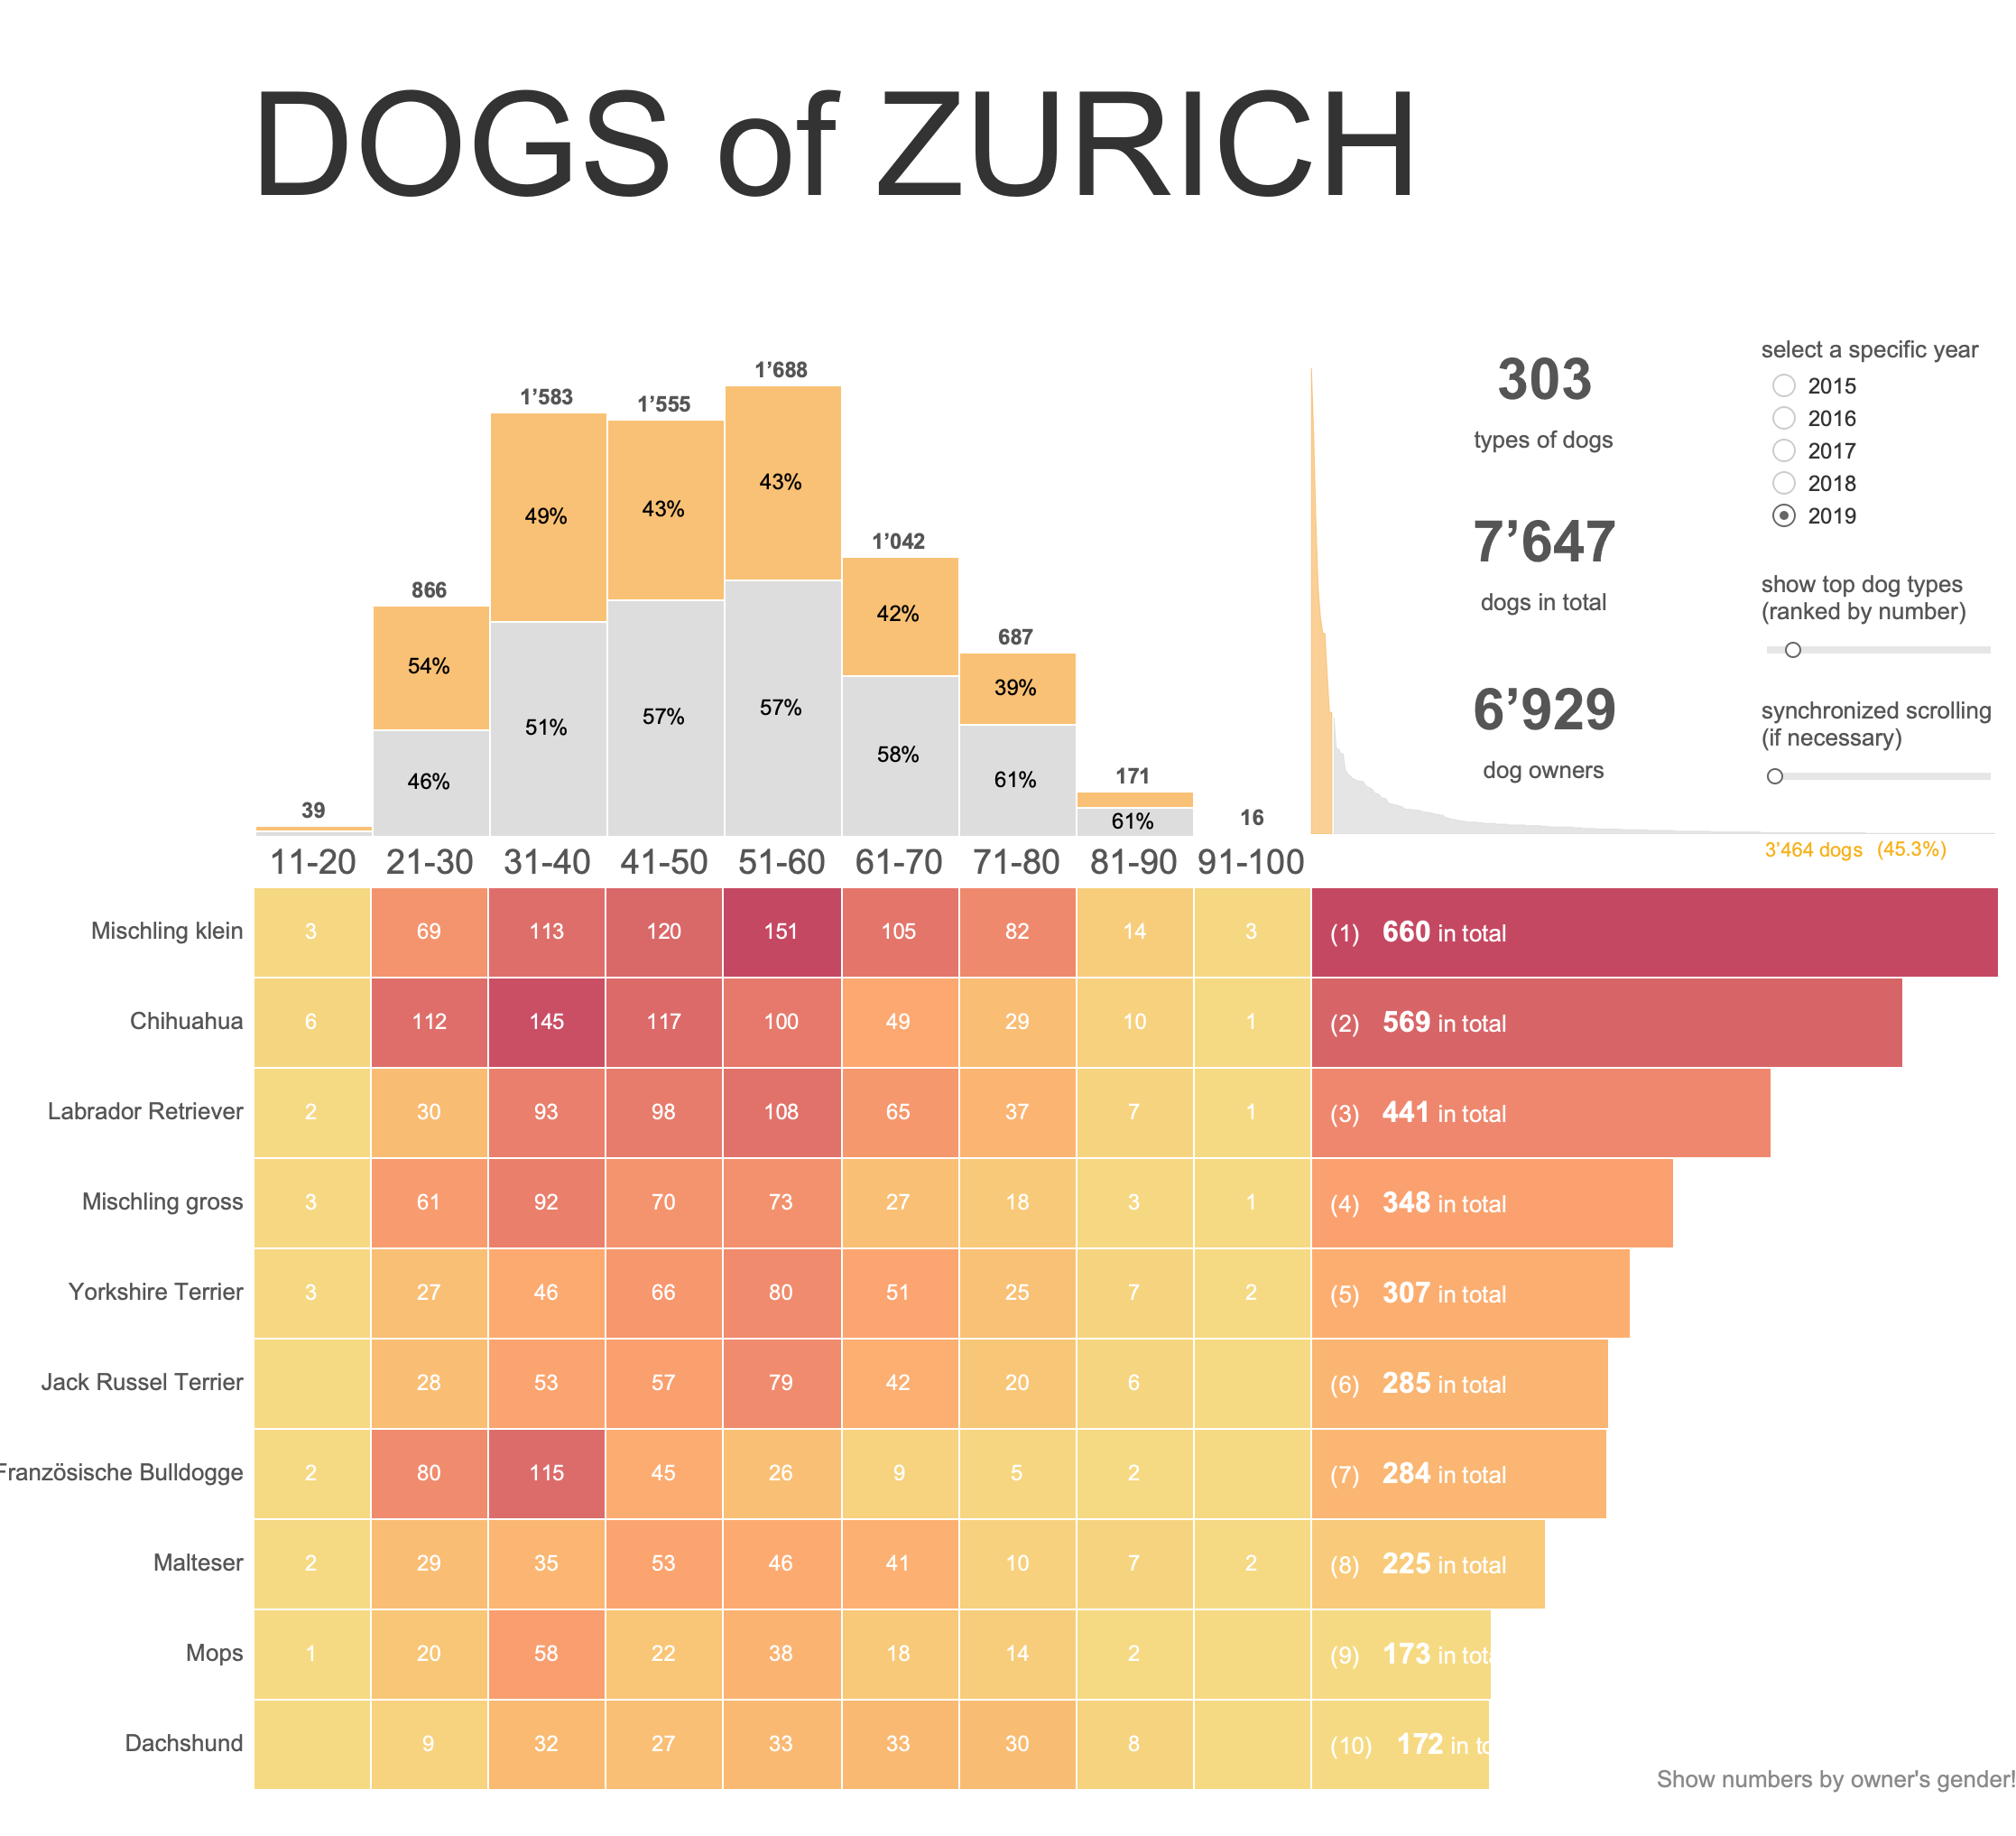 DOGS of ZURICH
select a specific year
2015
2016
2017
2018
2019
show top dog types
(ranked by number)
synchronized scrolling
(if necessary)
303
types of dogs
7’647
dogs in total
6’929
dog owners
3’464 dogs (45.3%)
39
866
54%
46%
1’583
49%
51%
1’555
43%
57%
1’688
43%
57%
1’042
42%
58%
687
39%
61%
171
61%
16
11-20 21-30 31-40 41-50 51-60 61-70 71-80 81-90 91-100
Mischling klein 3 69 113 120 151 105 82 14 3 (1) 660 in total
Chihuahua 6 112 145 117 100 49 29 10 1 (2) 569 in total
Labrador Retriever 2 30 93 98 108 65 37 7 1 (3) 441 in total
Mischling gross 3 61 92 70 73 27 18 3 1 (4) 348 in total
Yorkshire Terrier 3 27 46 66 80 51 25 7 2 (5) 307 in total
Jack Russel Terrier 28 53 57 79 42 20 6 (6) 285 in total
Französische Bulldogge 2 80 115 45 26 9 5 2 (7) 284 in total
Malteser 2 29 35 53 46 41 10 7 2 (8) 225 in total
Mops 1 20 58 22 38 18 14 2 (9) 173 in tota
Dachshund 9 32 27 33 33 30 8 (10) 172 in to
Show numbers by owner's gender!